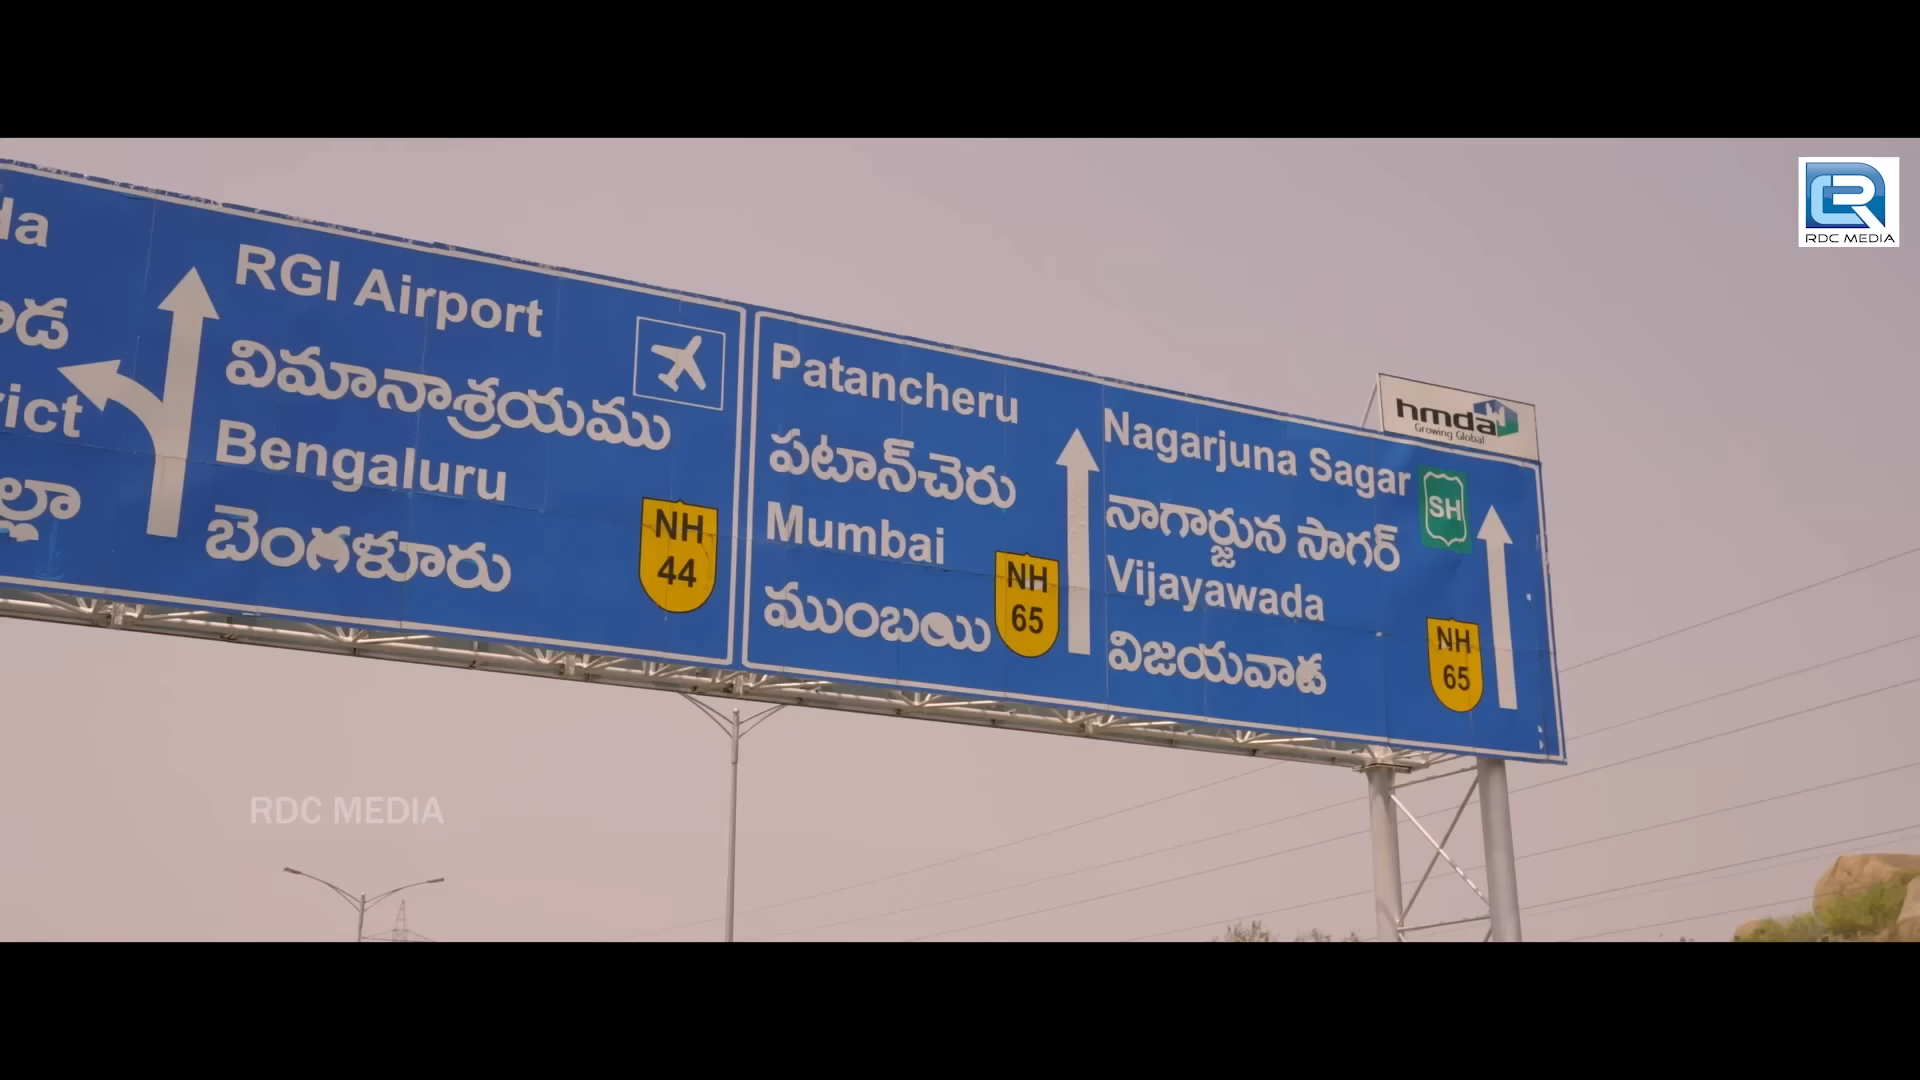 RGI Airport
విమానాశ్రయము
Bengaluru
బెంగళూరు
NH
44
Patancheru
పటాన్‌చెరు
Mumbai
ముంబయి
NH
65
Nagarjuna Sagar
నాగార్జున సాగర్
SH
Vijayawada
విజయవాడ
NH
65
hmda
Growing Global
RDC MEDIA
RDC MEDIA